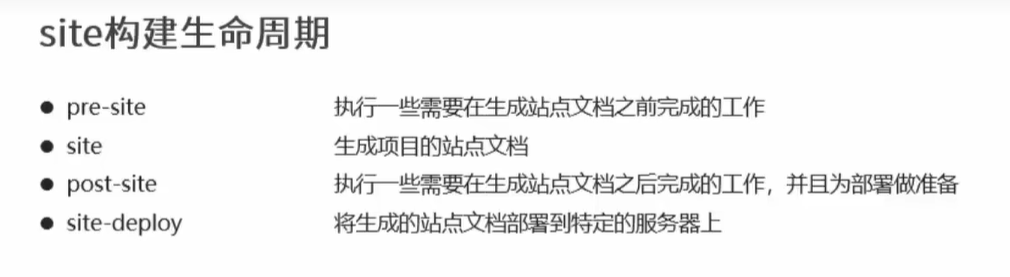 site构建生命周期
● pre-site 执行一些需要在生成站点文档之前完成的工作
● site 生成项目的站点文档
● post-site 执行一些需要在生成站点文档之后完成的工作，并且为部署做准备
● site-deploy 将生成的站点文档部署到特定的服务器上